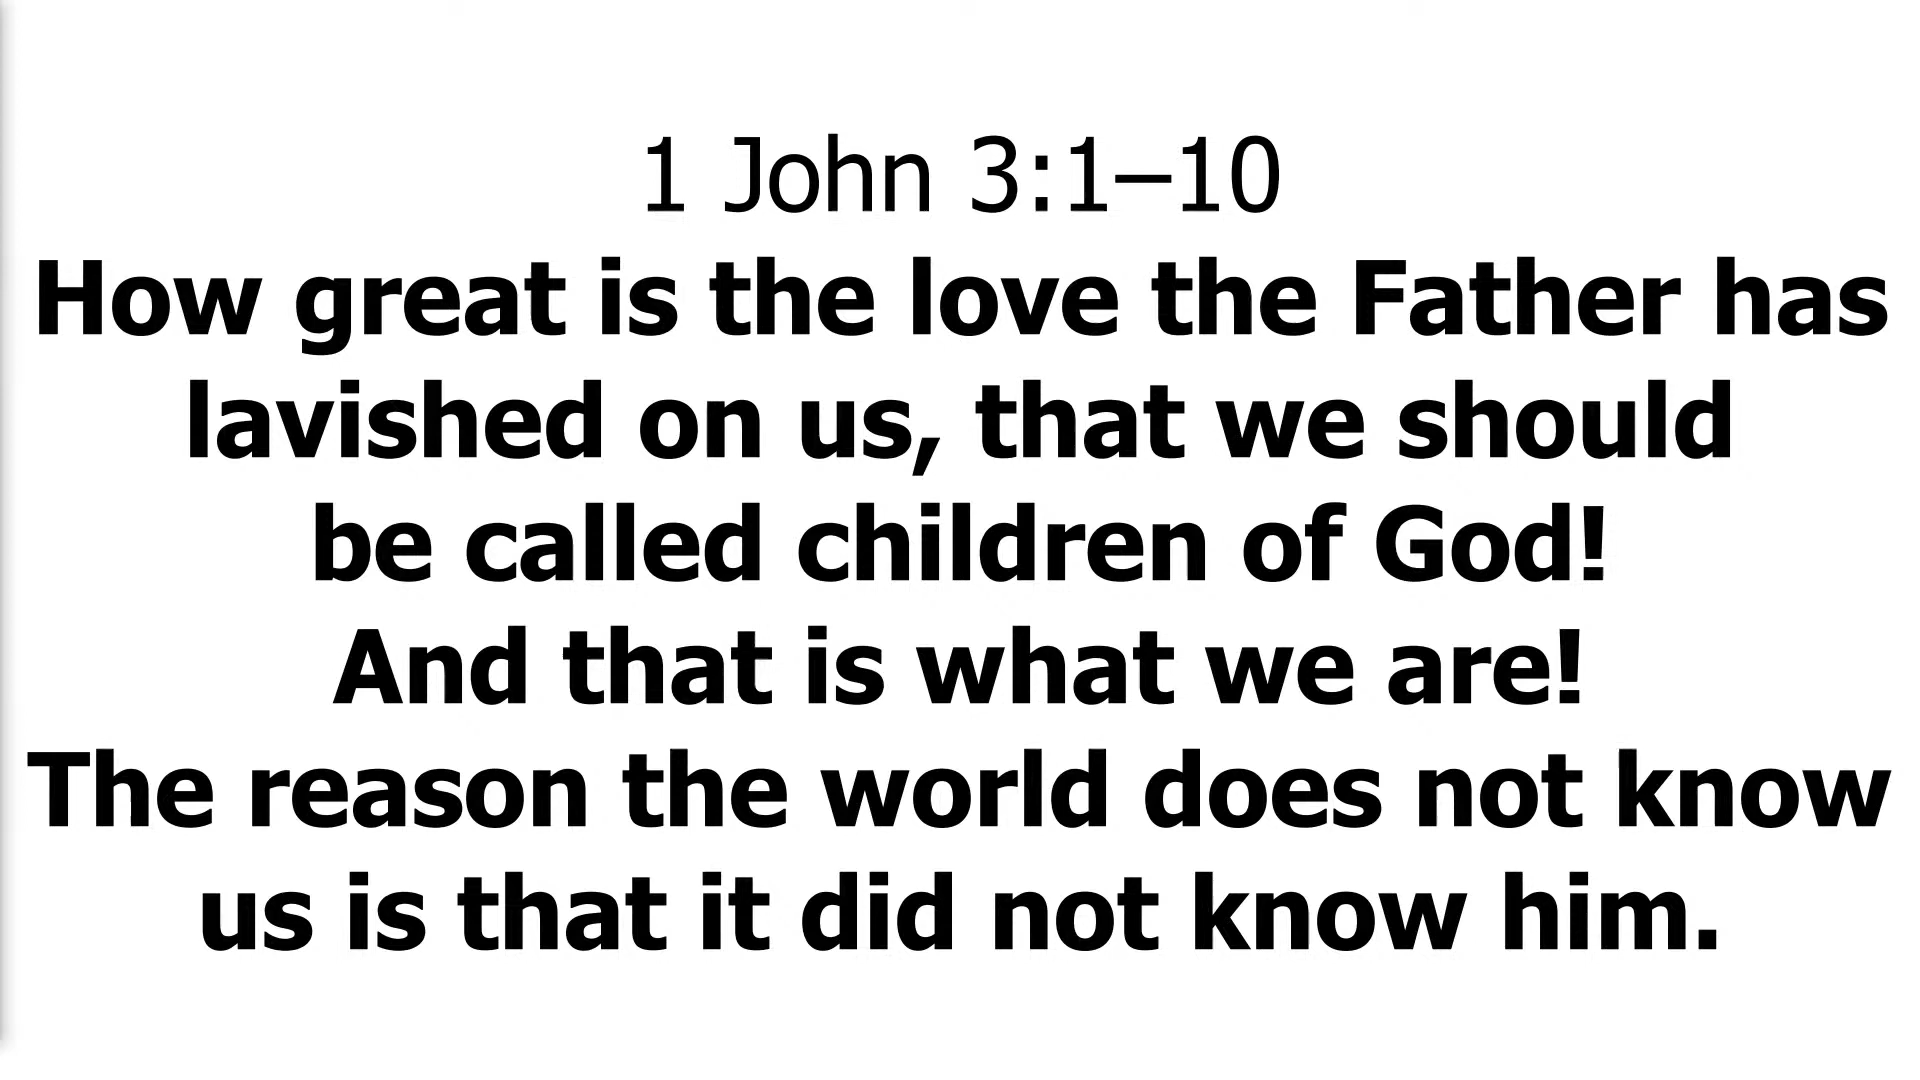 1 John 3:1–10
How great is the love the Father has
lavished on us, that we should
be called children of God!
And that is what we are!
The reason the world does not know
us is that it did not know him.